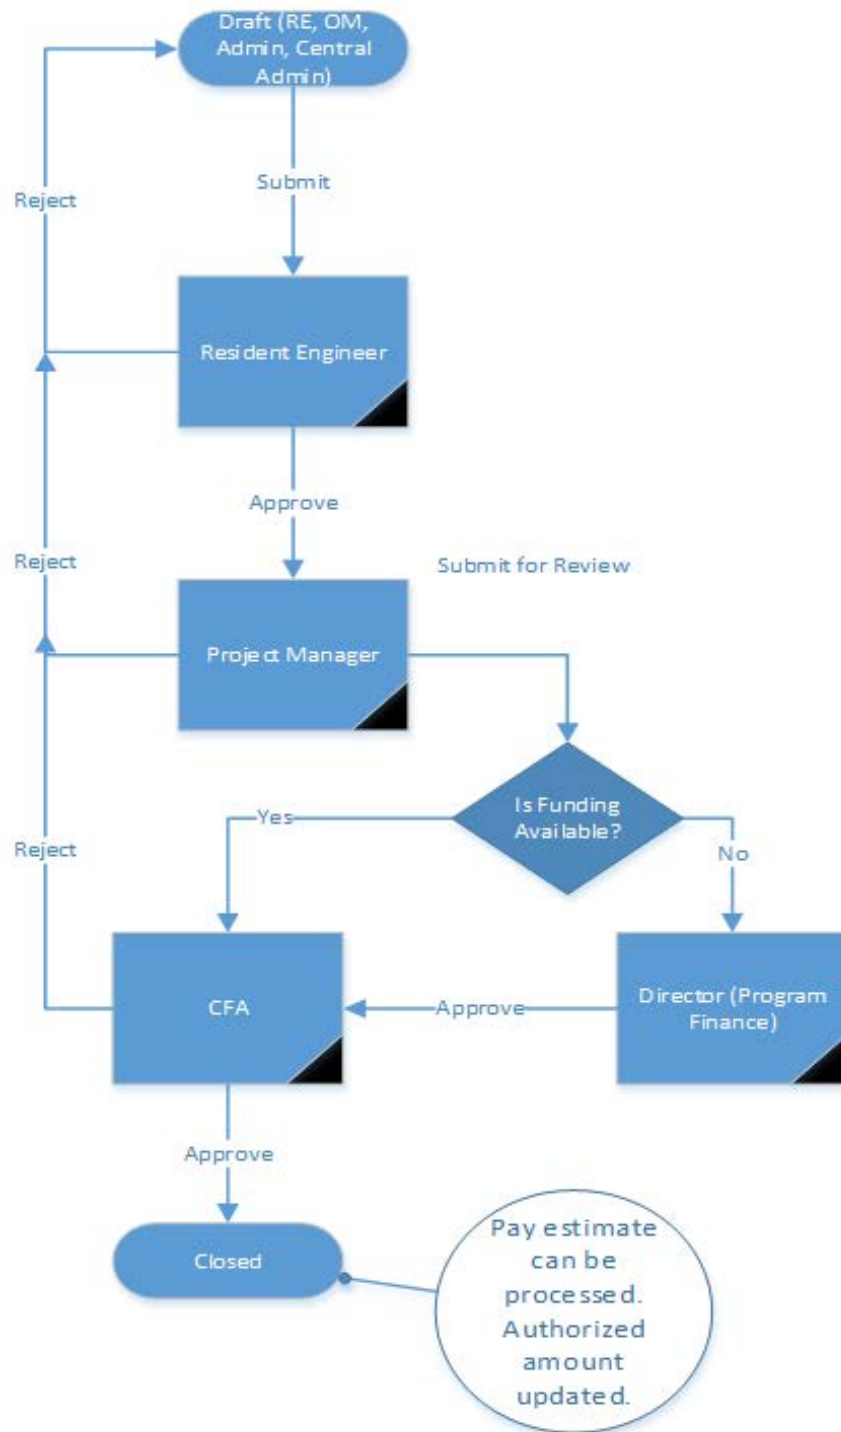 Draft (RE, OM,
Admin, Central
Admin)
Submit
Reject
Resident Engineer
Approve
Reject
Submit for Review
Project Manager
Is Funding
Available?
Yes
No
Reject
CFA
Approve
Director (Program
Finance)
Approve
Closed
Pay estimate
can be
processed.
Authorized
amount
updated.